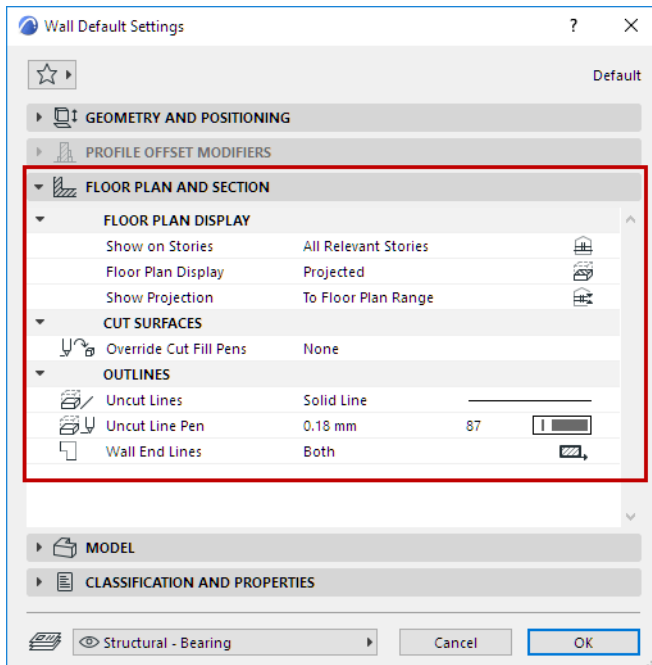 Wall Default Settings ?
Default
GEOMETRY AND POSITIONING
PROFILE OFFSET MODIFIERS
FLOOR PLAN AND SECTION
FLOOR PLAN DISPLAY
Show on Stories All Relevant Stories
Floor Plan Display Projected
Show Projection To Floor Plan Range
CUT SURFACES
Override Cut Fill Pens None
OUTLINES
Uncut Lines Solid Line
Uncut Line Pen 0.18 mm 87
Wall End Lines Both
MODEL
CLASSIFICATION AND PROPERTIES
Structural - Bearing Cancel OK